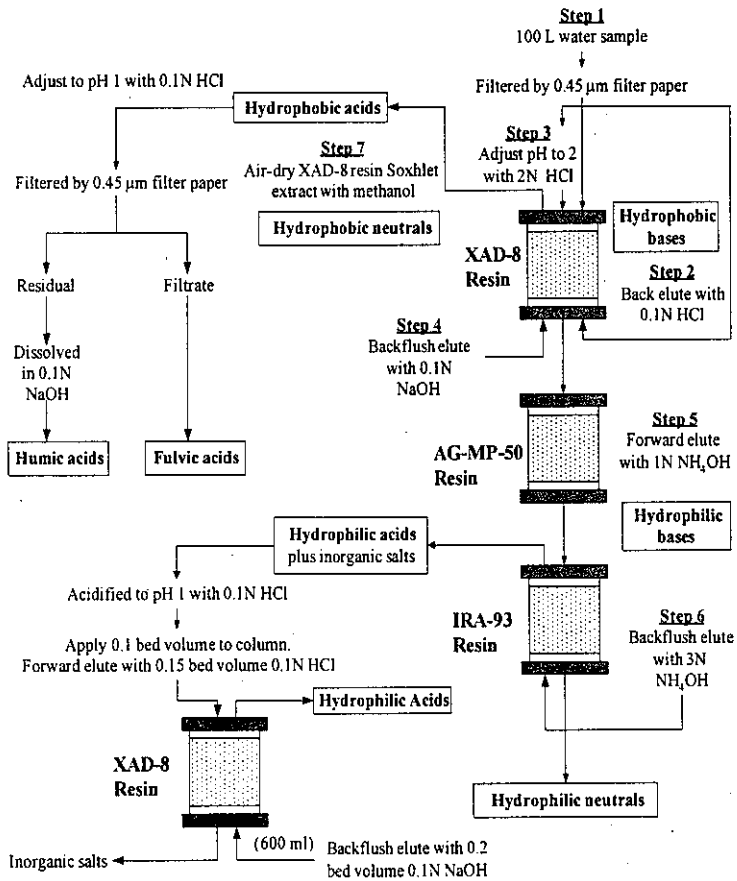 Step 1
100 L water sample
Filtered by 0.45 µm filter paper
Adjust to pH 1 with 0.1N HCl
Hydrophobic acids
Step 3
Adjust pH to 2
with 2N HCl
Step 7
Air-dry XAD-8 resin Soxhlet
extract with methanol
Hydrophobic neutrals
Filtered by 0.45 µm filter paper
Hydrophobic
bases
XAD-8
Resin
Step 2
Back elute with
0.1N HCl
Residual
Filtrate
Step 4
Backflush elute
with 0.1N
NaOH
Dissolved
in 0.1N
NaOH
Humic acids
Fulvic acids
AG-MP-50
Resin
Step 5
Forward elute
with 1N NH₄OH
Hydrophilic
bases
Hydrophilic acids
plus inorganic salts
Acidified to pH 1 with 0.1N HCl
IRA-93
Resin
Step 6
Backflush elute
with 3N
NH₄OH
Apply 0.1 bed volume to column.
Forward elute with 0.15 bed volume 0.1N HCl
Hydrophilic Acids
XAD-8
Resin
Hydrophilic neutrals
(600 ml)
Backflush elute with 0.2
bed volume 0.1N NaOH
Inorganic salts